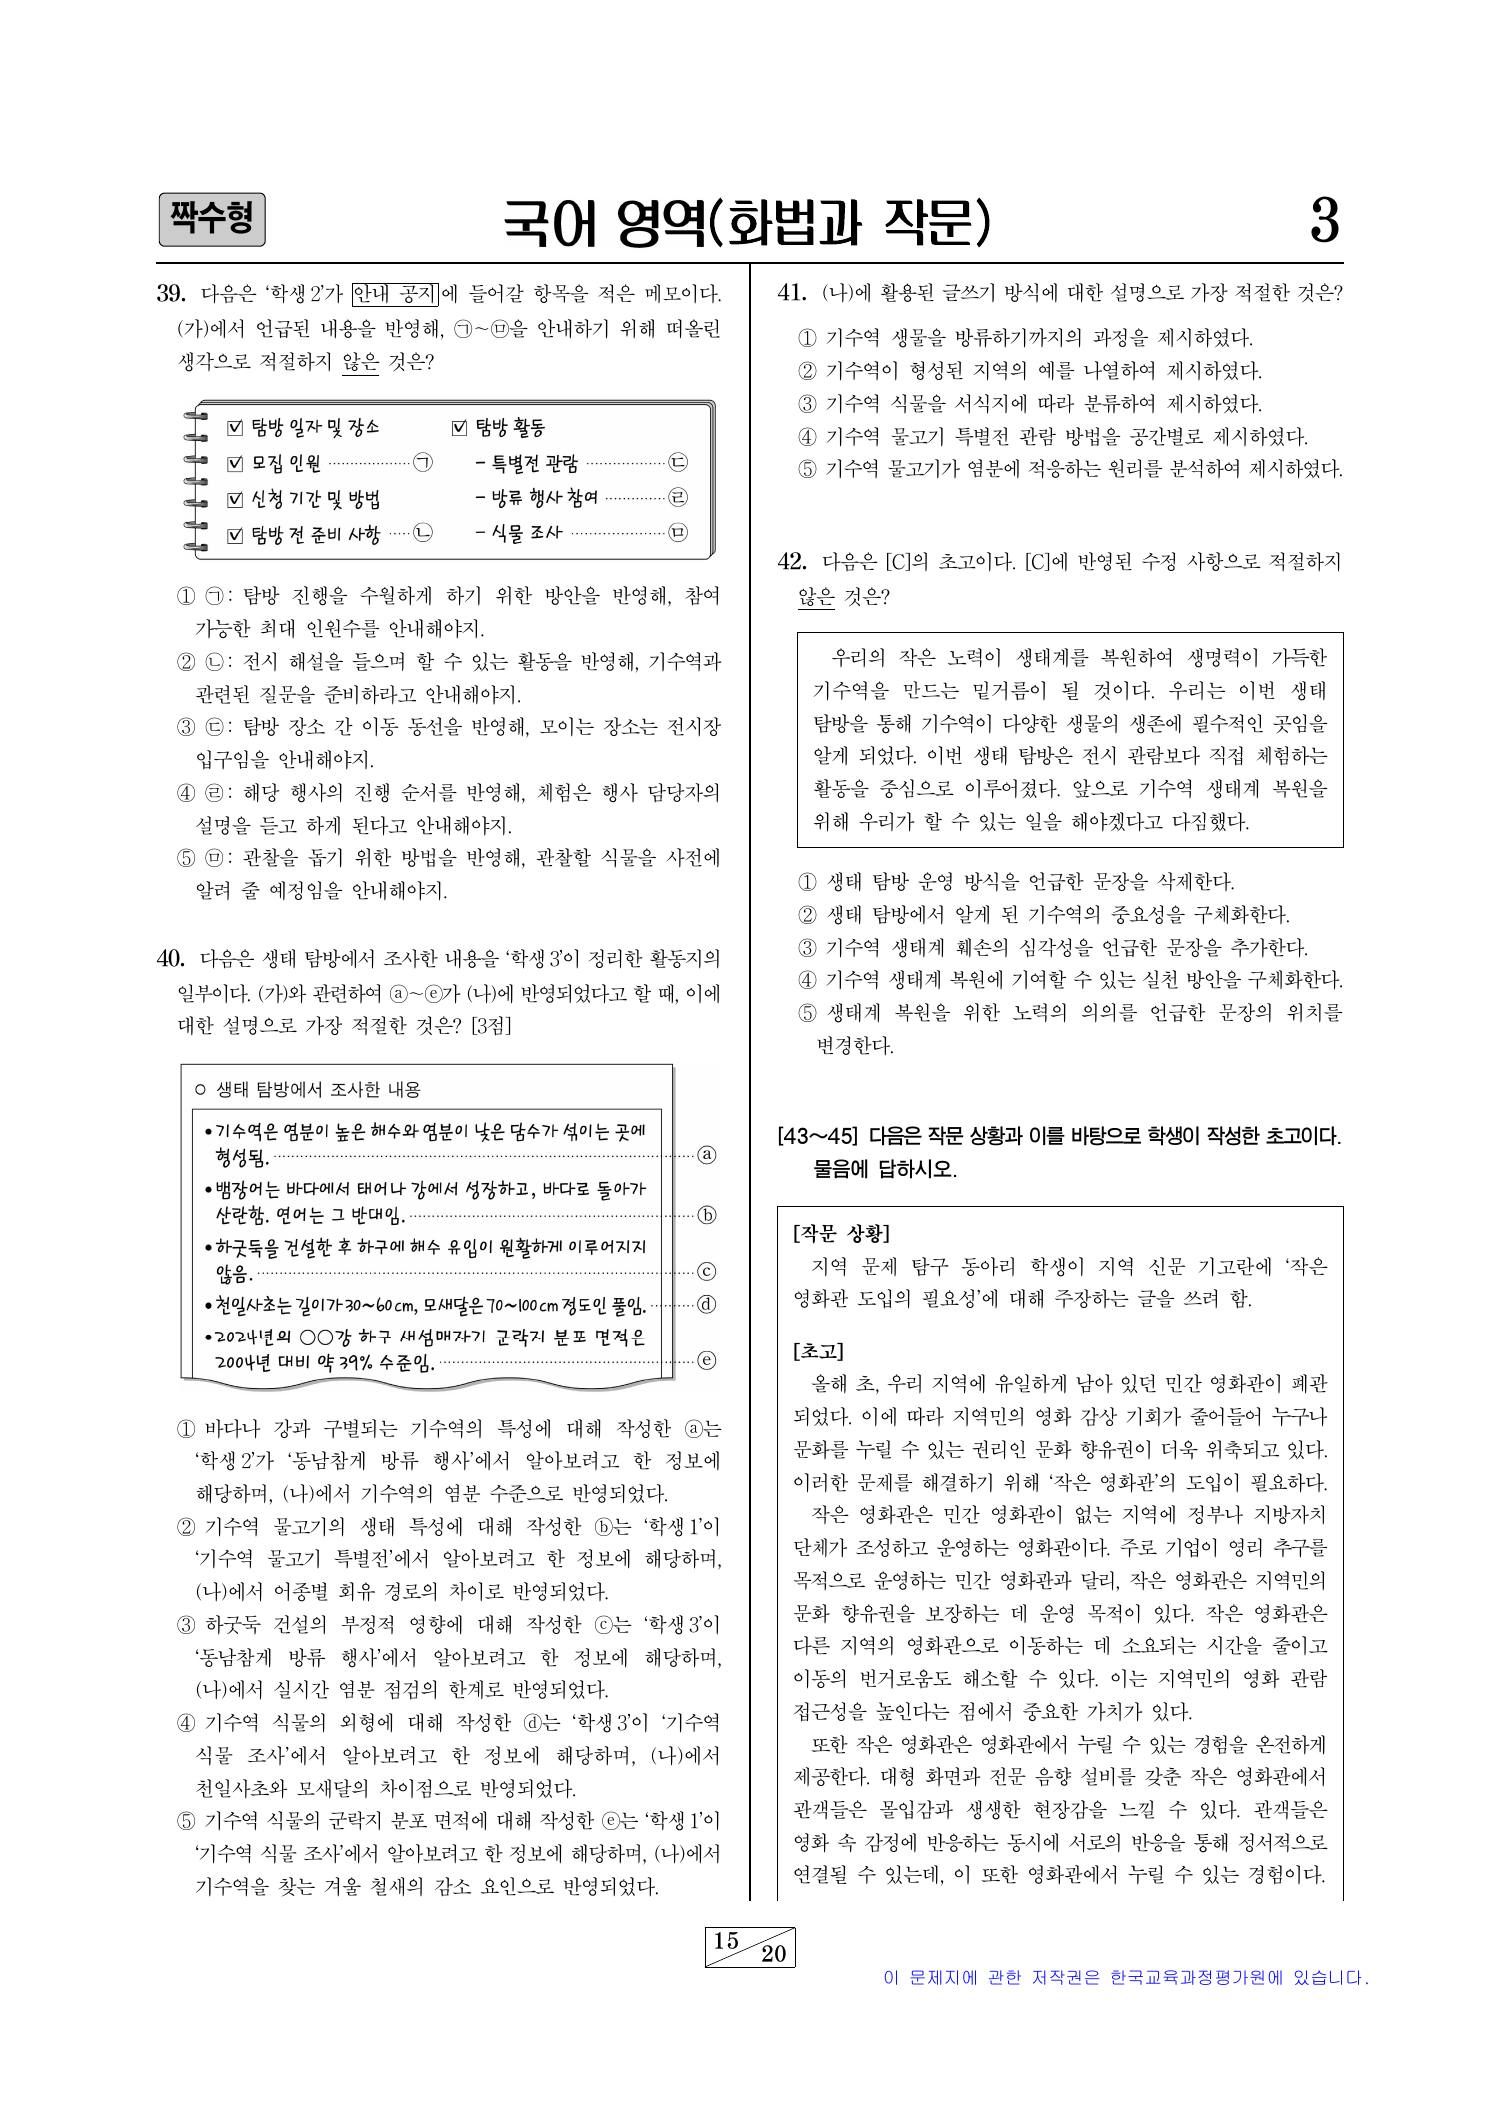 짝수형
국어 영역(화법과 작문)
3
39. 다음은 ‘학생 2’가 안내 공지에 들어갈 항목을 적은 메모이다.
(가)에서 언급된 내용을 반영해, ㉠~㉤을 안내하기 위해 떠올린
생각으로 적절하지 않은 것은?
☑ 탐방 일자 및 장소
☑ 모집 인원 ·················· ㉠
☑ 신청 기간 및 방법
☑ 탐방 전 준비 사항 ····· ㉡
☑ 탐방 활동
- 특별전 관람 ················· ㉢
- 방류 행사 참여 ············· ㉣
- 식물 조사 ···················· ㉤
① ㉠: 탐방 진행을 수월하게 하기 위한 방안을 반영해, 참여
가능한 최대 인원수를 안내해야지.
② ㉡: 전시 해설을 들으며 할 수 있는 활동을 반영해, 기수역과
관련된 질문을 준비하라고 안내해야지.
③ ㉢: 탐방 장소 간 이동 동선을 반영해, 모이는 장소는 전시장
입구임을 안내해야지.
④ ㉣: 해당 행사의 진행 순서를 반영해, 체험은 행사 담당자의
설명을 듣고 하게 된다고 안내해야지.
⑤ ㉤: 관찰을 돕기 위한 방법을 반영해, 관찰할 식물을 사전에
알려 줄 예정임을 안내해야지.
40. 다음은 생태 탐방에서 조사한 내용을 ‘학생 3’이 정리한 활동지의
일부이다. (가)와 관련하여 ⓐ~ⓔ가 (나)에 반영되었다고 할 때, 이에
대한 설명으로 가장 적절한 것은? [3점]
○ 생태 탐방에서 조사한 내용
• 기수역은 염분이 높은 해수와 염분이 낮은 담수가 섞이는 곳에
형성됨. ·················· ⓐ
• 뱀장어는 바다에서 태어나 강에서 성장하고, 바다로 돌아가
산란함. 연어는 그 반대임. ·················· ⓑ
• 하굿둑을 건설한 후 하구에 해수 유입이 원활하게 이루어지지
않음. ·················· ⓒ
• 천일사초는 길이가 30~60cm, 모새달은 70~100cm 정도인 풀임. ········· ⓓ
• 2024년의 ○○강 하구 새섬매자기 군락지 분포 면적은
2004년 대비 약 39% 수준임. ·················· ⓔ
① 바다나 강과 구별되는 기수역의 특성에 대해 작성한 ⓐ는
‘학생 2’가 ‘동남참게 방류 행사’에서 알아보려고 한 정보에
해당하며, (나)에서 기수역의 염분 수준으로 반영되었다.
② 기수역 물고기의 생태 특성에 대해 작성한 ⓑ는 ‘학생 1’이
‘기수역 물고기 특별전’에서 알아보려고 한 정보에 해당하며,
(나)에서 어종별 회유 경로의 차이로 반영되었다.
③ 하굿둑 건설의 부정적 영향에 대해 작성한 ⓒ는 ‘학생 3’이
‘동남참게 방류 행사’에서 알아보려고 한 정보에 해당하며,
(나)에서 실시간 염분 점검의 한계로 반영되었다.
④ 기수역 식물의 외형에 대해 작성한 ⓓ는 ‘학생 3’이 ‘기수역
식물 조사’에서 알아보려고 한 정보에 해당하며, (나)에서
천일사초와 모새달의 차이점으로 반영되었다.
⑤ 기수역 식물의 군락지 분포 면적에 대해 작성한 ⓔ는 ‘학생 1’이
‘기수역 식물 조사’에서 알아보려고 한 정보에 해당하며, (나)에서
기수역을 찾는 겨울 철새의 감소 요인으로 반영되었다.
41. (나)에 활용된 글쓰기 방식에 대한 설명으로 가장 적절한 것은?
① 기수역 생물을 방류하기까지의 과정을 제시하였다.
② 기수역이 형성된 지역의 예를 나열하여 제시하였다.
③ 기수역 식물을 서식지에 따라 분류하여 제시하였다.
④ 기수역 물고기 특별전 관람 방법을 공간별로 제시하였다.
⑤ 기수역 물고기가 염분에 적응하는 원리를 분석하여 제시하였다.
42. 다음은 [C]의 초고이다. [C]에 반영된 수정 사항으로 적절하지
않은 것은?
우리의 작은 노력이 생태계를 복원하여 생명력이 가득한
기수역을 만드는 밑거름이 될 것이다. 우리는 이번 생태
탐방을 통해 기수역이 다양한 생물의 생존에 필수적인 곳임을
알게 되었다. 이번 생태 탐방은 전시 관람보다 직접 체험하는
활동을 중심으로 이루어졌다. 앞으로 기수역 생태계 복원을
위해 우리가 할 수 있는 일을 해야겠다고 다짐했다.
① 생태 탐방 운영 방식을 언급한 문장을 삭제한다.
② 생태 탐방에서 알게 된 기수역의 중요성을 구체화한다.
③ 기수역 생태계 훼손의 심각성을 언급한 문장을 추가한다.
④ 기수역 생태계 복원에 기여할 수 있는 실천 방안을 구체화한다.
⑤ 생태계 복원을 위한 노력의 의의를 언급한 문장의 위치를
변경한다.
[43~45] 다음은 작문 상황과 이를 바탕으로 학생이 작성한 초고이다.
물음에 답하시오.
[작문 상황]
지역 문제 탐구 동아리 학생이 지역 신문 기고란에 ‘작은
영화관 도입의 필요성’에 대해 주장하는 글을 쓰려 함.
[초고]
올해 초, 우리 지역에 유일하게 남아 있던 민간 영화관이 폐관
되었다. 이에 따라 지역민의 영화 감상 기회가 줄어들어 누구나
문화를 누릴 수 있는 권리인 문화 향유권이 더욱 위축되고 있다.
이러한 문제를 해결하기 위해 ‘작은 영화관’의 도입이 필요하다.
작은 영화관은 민간 영화관이 없는 지역에 정부나 지방자치
단체가 조성하고 운영하는 영화관이다. 주로 기업이 영리 추구를
목적으로 운영하는 민간 영화관과 달리, 작은 영화관은 지역민의
문화 향유권을 보장하는 데 운영 목적이 있다. 작은 영화관은
다른 지역의 영화관으로 이동하는 데 소요되는 시간을 줄이고
이동의 번거로움도 해소할 수 있다. 이는 지역민의 영화 관람
접근성을 높인다는 점에서 중요한 가치가 있다.
또한 작은 영화관은 영화관에서 누릴 수 있는 경험을 온전하게
제공한다. 대형 화면과 전문 음향 설비를 갖춘 작은 영화관에서
관객들은 몰입감과 생생한 현장감을 느낄 수 있다. 관객들은
영화 속 감정에 반응하는 동시에 서로의 반응을 통해 정서적으로
연결될 수 있는데, 이 또한 영화관에서 누릴 수 있는 경험이다.
15
20
이 문제지에 관한 저작권은 한국교육과정평가원에 있습니다.